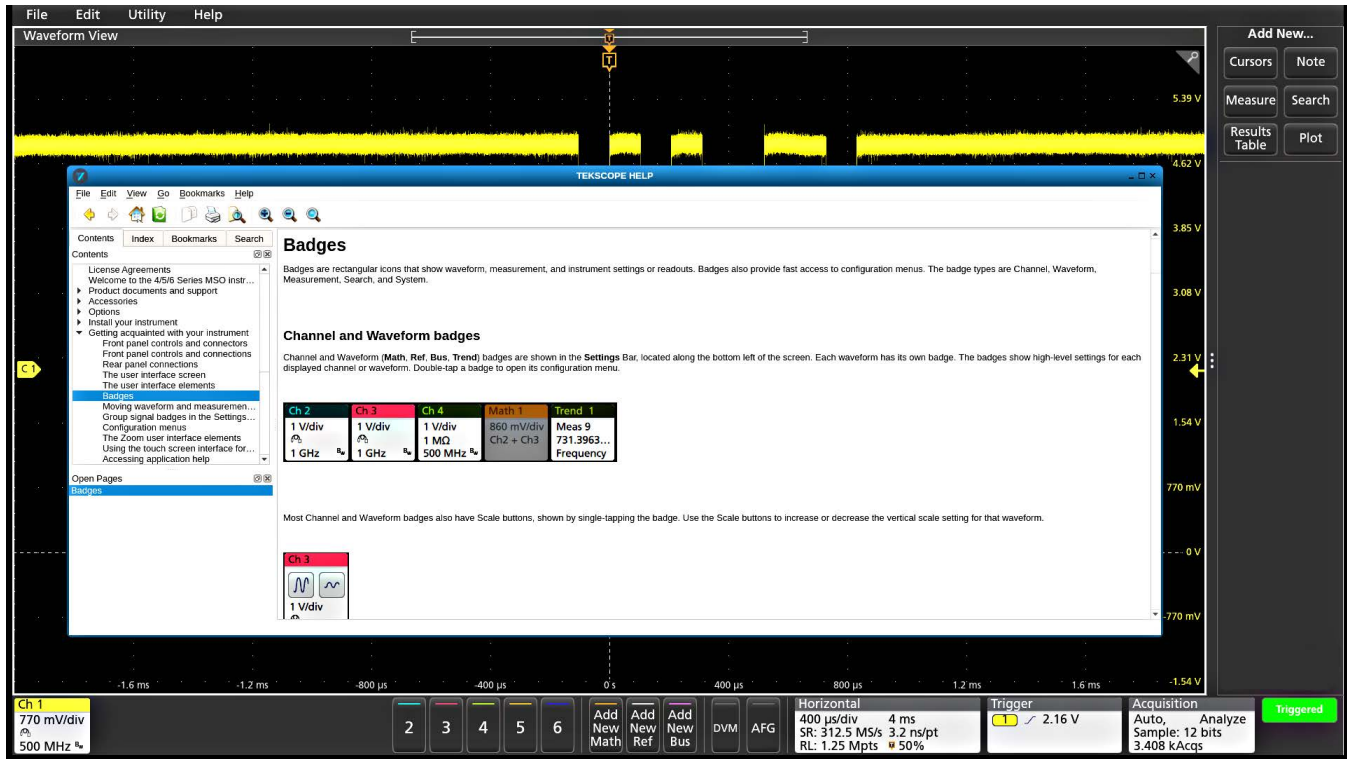 File Edit Utility Help
Waveform View
Add New...
Cursors Note
Measure Search
Results Table Plot
T
T
5.39 V
4.62 V
3.85 V
3.08 V
2.31 V
1.54 V
770 mV
0 V
-770 mV
-1.54 V
C 1
TEKSCOPE HELP
File Edit View Go Bookmarks Help
Contents Index Bookmarks Search
Contents
License Agreements
Welcome to the 4/5/6 Series MSO instr...
Product documents and support
Accessories
Options
Install your instrument
Getting acquainted with your instrument
Front panel controls and connectors
Front panel controls and connections
Rear panel connections
The user interface screen
The user interface elements
Badges
Moving waveform and measuremen...
Group signal badges in the Settings...
Configuration menus
The Zoom user interface elements
Using the touch screen interface for...
Accessing application help
Open Pages
Badges
Badges
Badges are rectangular icons that show waveform, measurement, and instrument settings or readouts. Badges also provide fast access to configuration menus. The badge types are Channel, Waveform,
Measurement, Search, and System.
Channel and Waveform badges
Channel and Waveform (Math, Ref, Bus, Trend) badges are shown in the Settings Bar, located along the bottom left of the screen. Each waveform has its own badge. The badges show high-level settings for each
displayed channel or waveform. Double-tap a badge to open its configuration menu.
Ch 2 Ch 3 Ch 4 Math 1 Trend 1
1 V/div 1 V/div 1 V/div 860 mV/div Meas 9
1 MΩ Ch2 + Ch3 731.3963...
1 GHz Bw 1 GHz Bw 500 MHz Bw Frequency
Most Channel and Waveform badges also have Scale buttons, shown by single-tapping the badge. Use the Scale buttons to increase or decrease the vertical scale setting for that waveform.
Ch 3
1 V/div
-1.6 ms -1.2 ms -800 µs -400 µs 0 s 400 µs 800 µs 1.2 ms 1.6 ms
Ch 1
770 mV/div
500 MHz Bw
2 3 4 5 6
Add New Math
Add New Ref
Add New Bus
DVM AFG
Horizontal
400 µs/div 4 ms
SR: 312.5 MS/s 3.2 ns/pt
RL: 1.25 Mpts 50%
Trigger
1 2.16 V
Acquisition
Auto, Analyze
Sample: 12 bits
3.408 kAcqs
Triggered